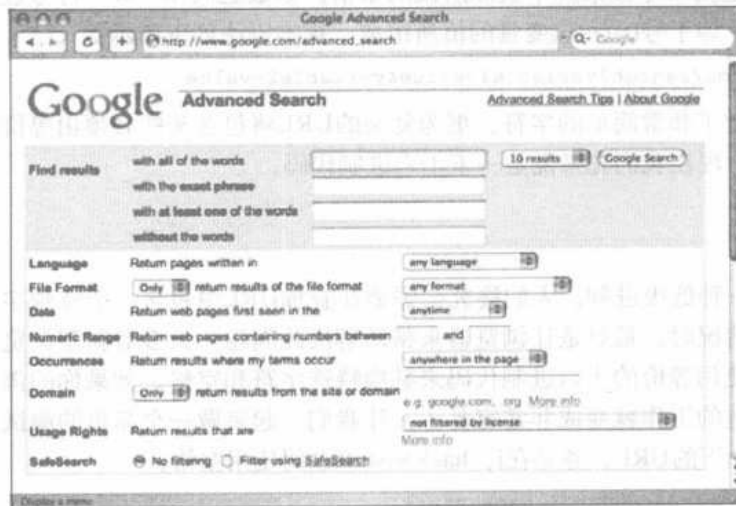 Google Advanced Search
http://www.google.com/advanced_search
Q- Google
Google Advanced Search Advanced Search Tips | About Google
Find results with all of the words 10 results Google Search
with the exact phrase
with at least one of the words
without the words
Language Return pages written in any language
File Format Only return results of the file format any format
Date Return web pages first seen in the anytime
Numeric Range Return web pages containing numbers between and
Occurrences Return results where my terms occur anywhere in the page
Domain Only return results from the site or domain
e.g. google.com, .org More info
Usage Rights Return results that are not filtered by license
More info
SafeSearch No filtering Filter using SafeSearch
Display a menu